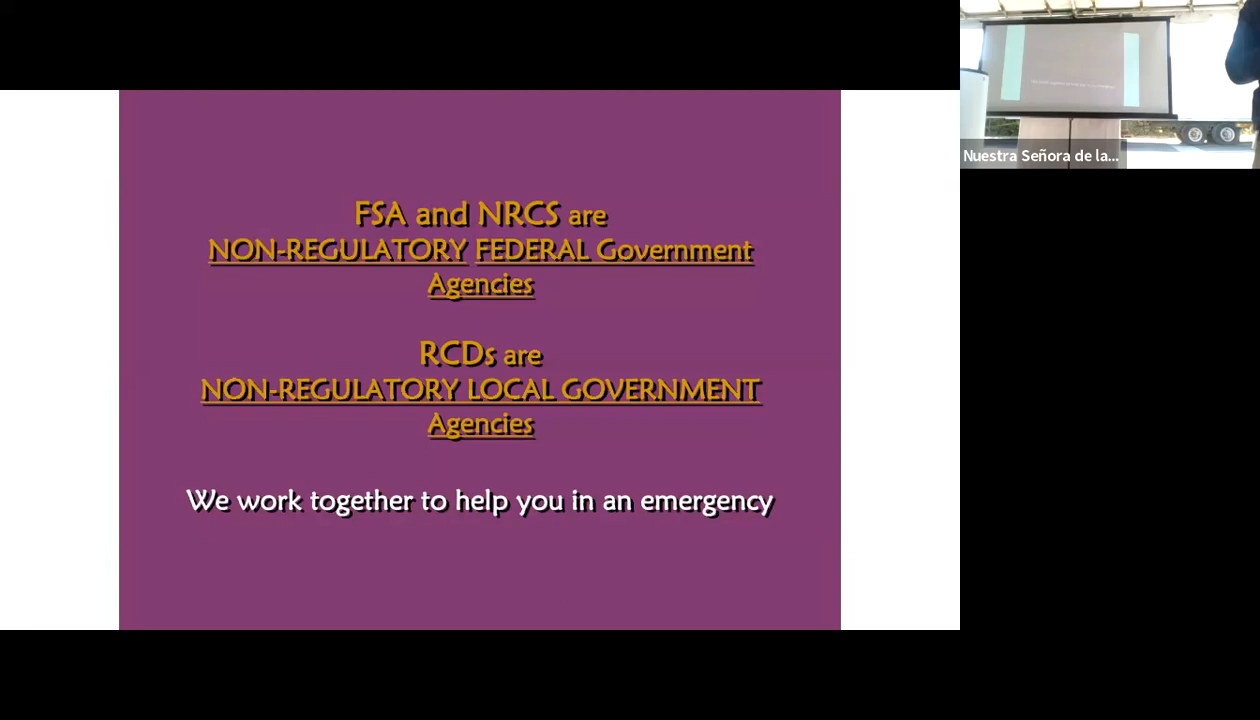 FSA and NRCS are
NON-REGULATORY FEDERAL Government
Agencies
RCDs are
NON-REGULATORY LOCAL GOVERNMENT
Agencies
We work together to help you in an emergency
Nuestra Señora de la...